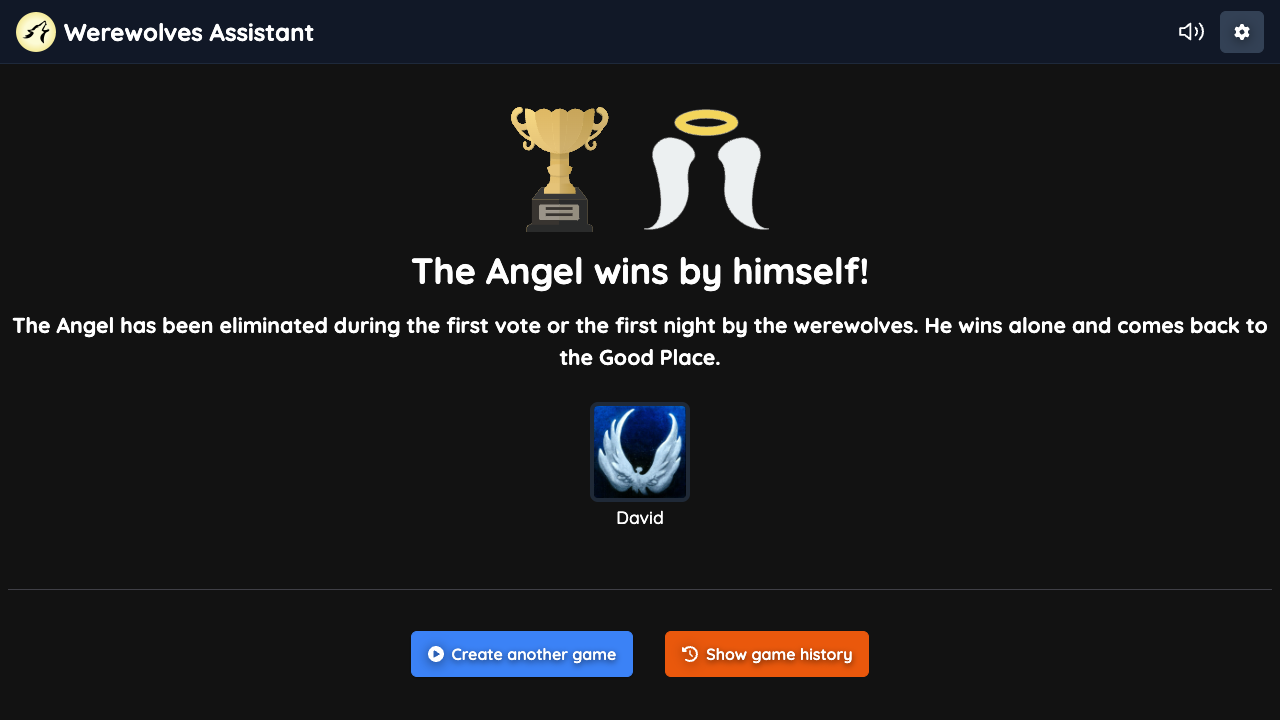 Werewolves Assistant
The Angel wins by himself!
The Angel has been eliminated during the first vote or the first night by the werewolves. He wins alone and comes back to
the Good Place.
David
Create another game
Show game history